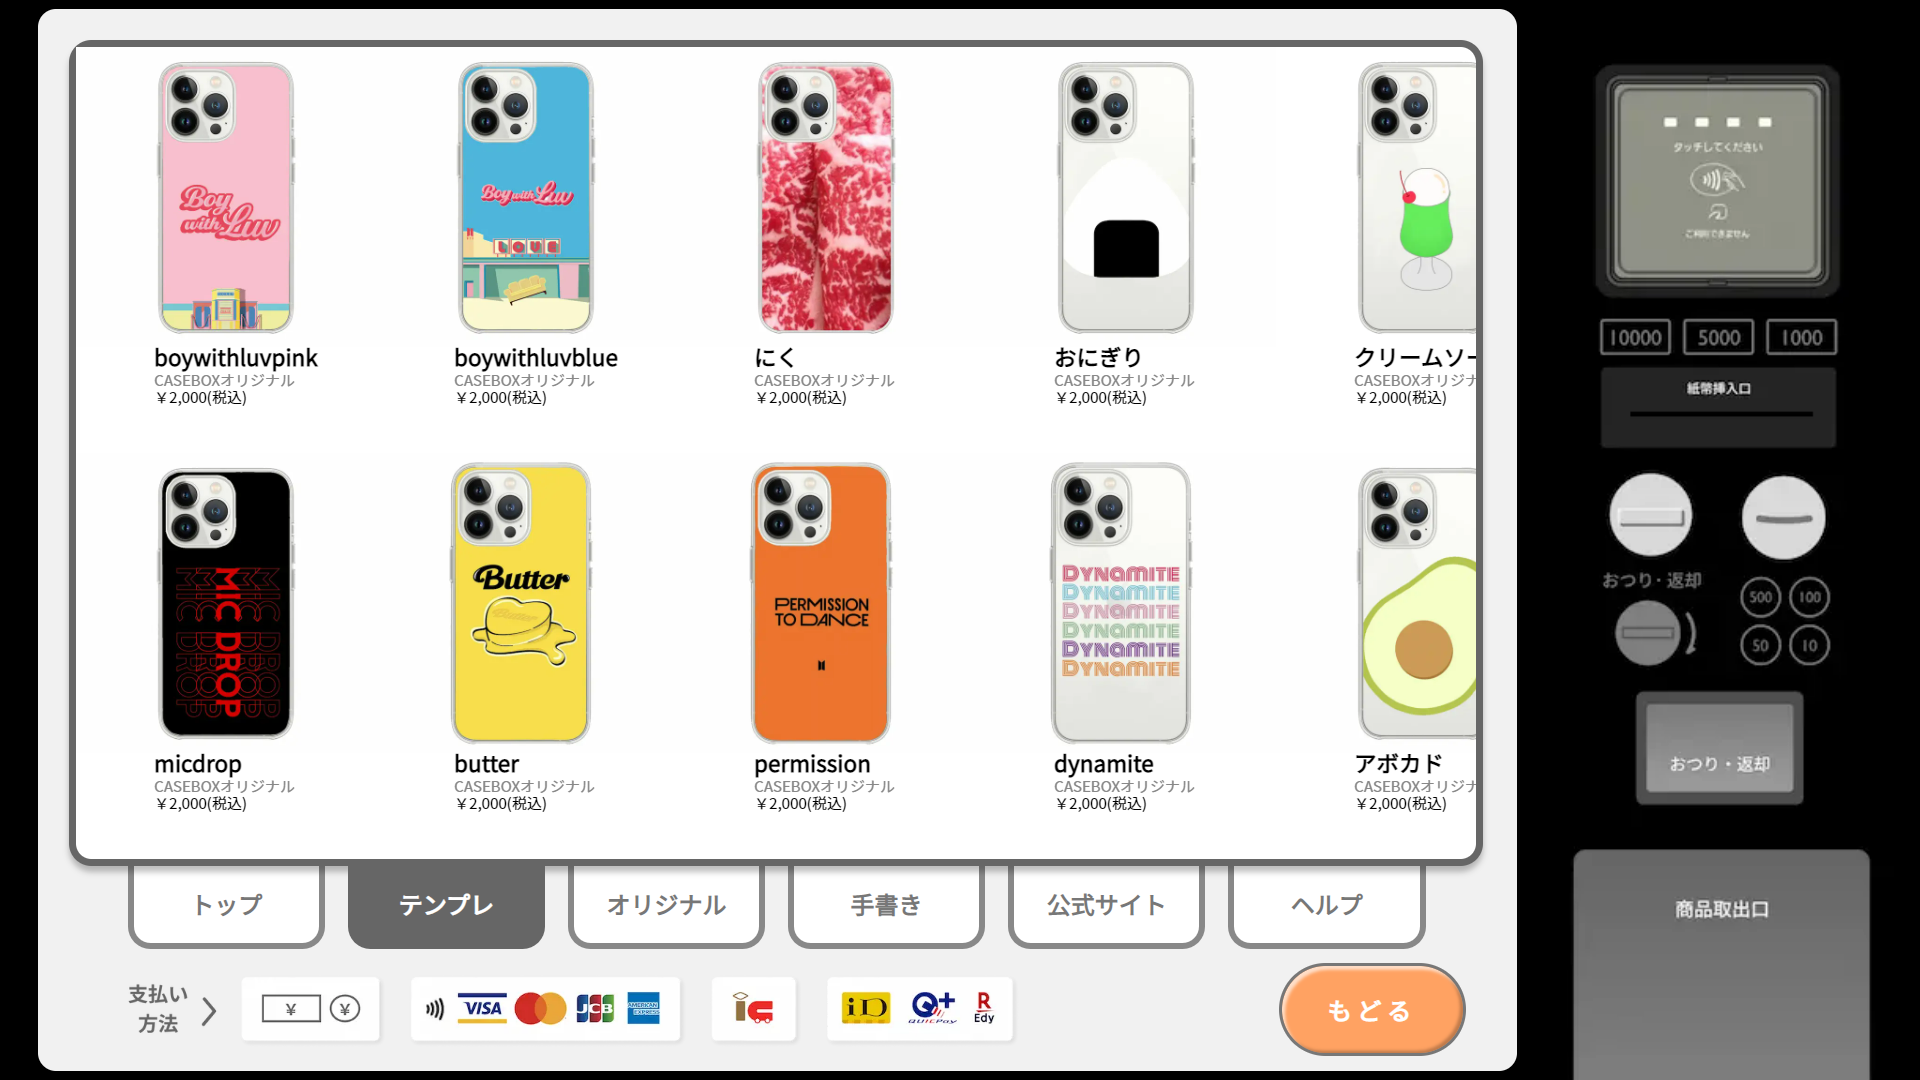 Boy
with Luv
Boy with Luv
LOVE
boywithluvpink
CASEBOXオリジナル
¥2,000(税込)
boywithluvblue
CASEBOXオリジナル
¥2,000(税込)
にく
CASEBOXオリジナル
¥2,000(税込)
おにぎり
CASEBOXオリジナル
¥2,000(税込)
クリームソー
CASEBOXオリジナ
¥2,000(税込)
MIC DROP
Butter
PERMISSION
TO DANCE
DYNAMITE
DYNAMITE
DYNAMITE
DYNAMITE
DYNAMITE
DYNAMITE
micdrop
CASEBOXオリジナル
¥2,000(税込)
butter
CASEBOXオリジナル
¥2,000(税込)
permission
CASEBOXオリジナル
¥2,000(税込)
dynamite
CASEBOXオリジナル
¥2,000(税込)
アボカド
CASEBOXオリジナ
¥2,000(税込)
トップ
テンプレ
オリジナル
手書き
公式サイト
ヘルプ
支払い
方法
¥ ¥
VISA
JCB
AMERICAN
EXPRESS
ic
iD
Q+
QUICPay
R
Edy
もどる
タッチしてください
ご利用できません
10000 5000 1000
紙幣挿入口
おつり・返却
500 100
50 10
おつり・返却
商品取出口